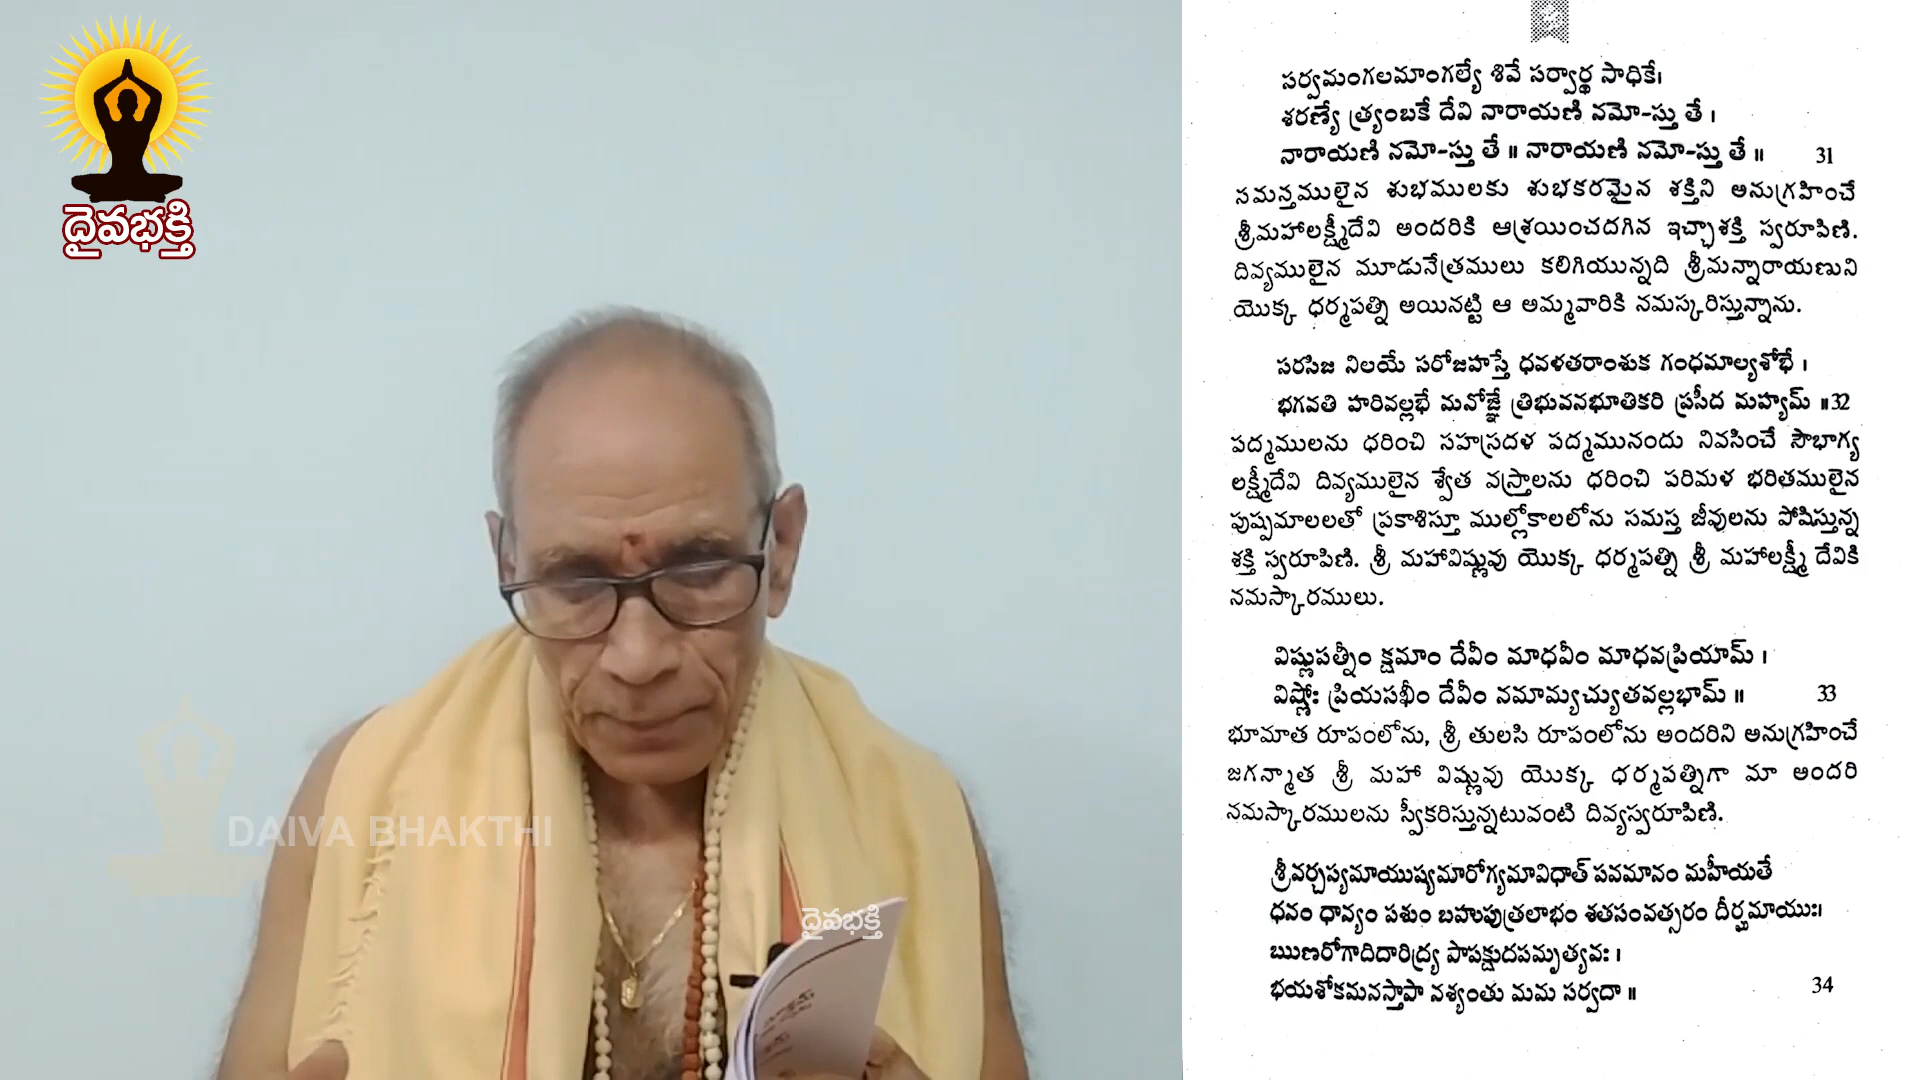 దైవభక్తి
సర్వమంగలమాంగల్యే శివే సర్వార్థ సాధికే।
శరణ్యే త్ర్యంబకే దేవి నారాయణి నమో-స్తు తే ।
నారాయణి నమో-స్తు తే ॥ నారాయణి నమో-స్తు తే ॥ 31
సమస్తములైన శుభములకు శుభకరమైన శక్తిని అనుగ్రహించే
శ్రీమహాలక్ష్మీదేవి అందరికి ఆశ్రయించదగిన ఇచ్ఛాశక్తి స్వరూపిణి.
దివ్యములైన మూడునేత్రములు కలిగియున్నది శ్రీమన్నారాయణుని
యొక్క ధర్మపత్ని అయినట్టి ఆ అమ్మవారికి నమస్కరిస్తున్నాను.
సరసిజ నిలయే సరోజహస్తే ధవళతరాంశుక గంధమాల్యశోభే ।
భగవతి హరివల్లభే మనోజ్ఞే త్రిభువనభూతికరి ప్రసీద మహ్యమ్ ॥32
పద్మములను ధరించి సహస్రదళ పద్మమునందు నివసించే సౌభాగ్య
లక్ష్మీదేవి దివ్యములైన శ్వేత వస్త్రాలను ధరించి పరిమళ భరితములైన
పుష్పమాలలతో ప్రకాశిస్తూ ముల్లోకాలలోను సమస్త జీవులను పోషిస్తున్న
శక్తి స్వరూపిణి. శ్రీ మహావిష్ణువు యొక్క ధర్మపత్ని శ్రీ మహాలక్ష్మీ దేవికి
నమస్కారములు.
విష్ణుపత్నీం క్షమాం దేవీం మాధవీం మాధవప్రియామ్ ।
విష్ణోః ప్రియసఖీం దేవీం నమామ్యచ్యుతవల్లభామ్ ॥ 33
భూమాత రూపంలోను, శ్రీ తులసి రూపంలోను అందరిని అనుగ్రహించే
జగన్మాత శ్రీ మహా విష్ణువు యొక్క ధర్మపత్నిగా మా అందరి
నమస్కారములను స్వీకరిస్తున్నటువంటి దివ్యస్వరూపిణి.
శ్రీవర్చస్యమాయుష్యమారోగ్యమావిధాత్ పవమానం మహీయతే
ధనం ధాన్యం పశుం బహుపుత్రలాభం శతసంవత్సరం దీర్ఘమాయుః।
ఋణరోగాదిదారిద్ర్య పాపక్షుదపమృత్యవః ।
భయశోకమనస్తాపా నశ్యంతు మమ సర్వదా ॥ 34
DAIVA BHAKTHI
దైవభక్తి